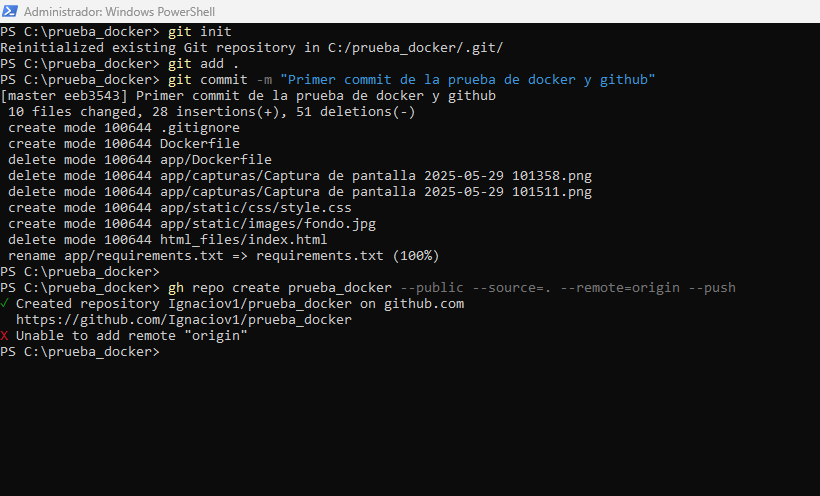 Administrador: Windows PowerShell
PS C:\prueba_docker> git init
Reinitialized existing Git repository in C:/prueba_docker/.git/
PS C:\prueba_docker> git add .
PS C:\prueba_docker> git commit -m "Primer commit de la prueba de docker y github"
[master eeb3543] Primer commit de la prueba de docker y github
 10 files changed, 28 insertions(+), 51 deletions(-)
 create mode 100644 .gitignore
 create mode 100644 Dockerfile
 delete mode 100644 app/Dockerfile
 delete mode 100644 app/capturas/Captura de pantalla 2025-05-29 101358.png
 delete mode 100644 app/capturas/Captura de pantalla 2025-05-29 101511.png
 create mode 100644 app/static/css/style.css
 create mode 100644 app/static/images/fondo.jpg
 delete mode 100644 html_files/index.html
 rename app/requirements.txt => requirements.txt (100%)
PS C:\prueba_docker>
PS C:\prueba_docker> gh repo create prueba_docker --public --source=. --remote=origin --push
✓ Created repository Ignaciov1/prueba_docker on github.com
  https://github.com/Ignaciov1/prueba_docker
X Unable to add remote "origin"
PS C:\prueba_docker>